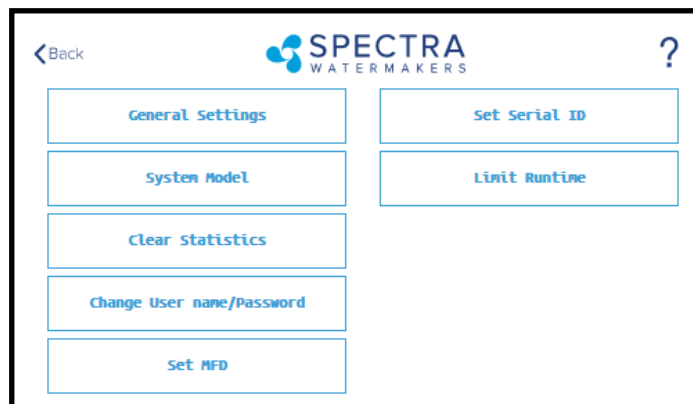 Back
SPECTRA
WATERMAKERS
?
General Settings
Set Serial ID
System Model
Limit Runtime
Clear Statistics
Change User name/Password
Set MFD